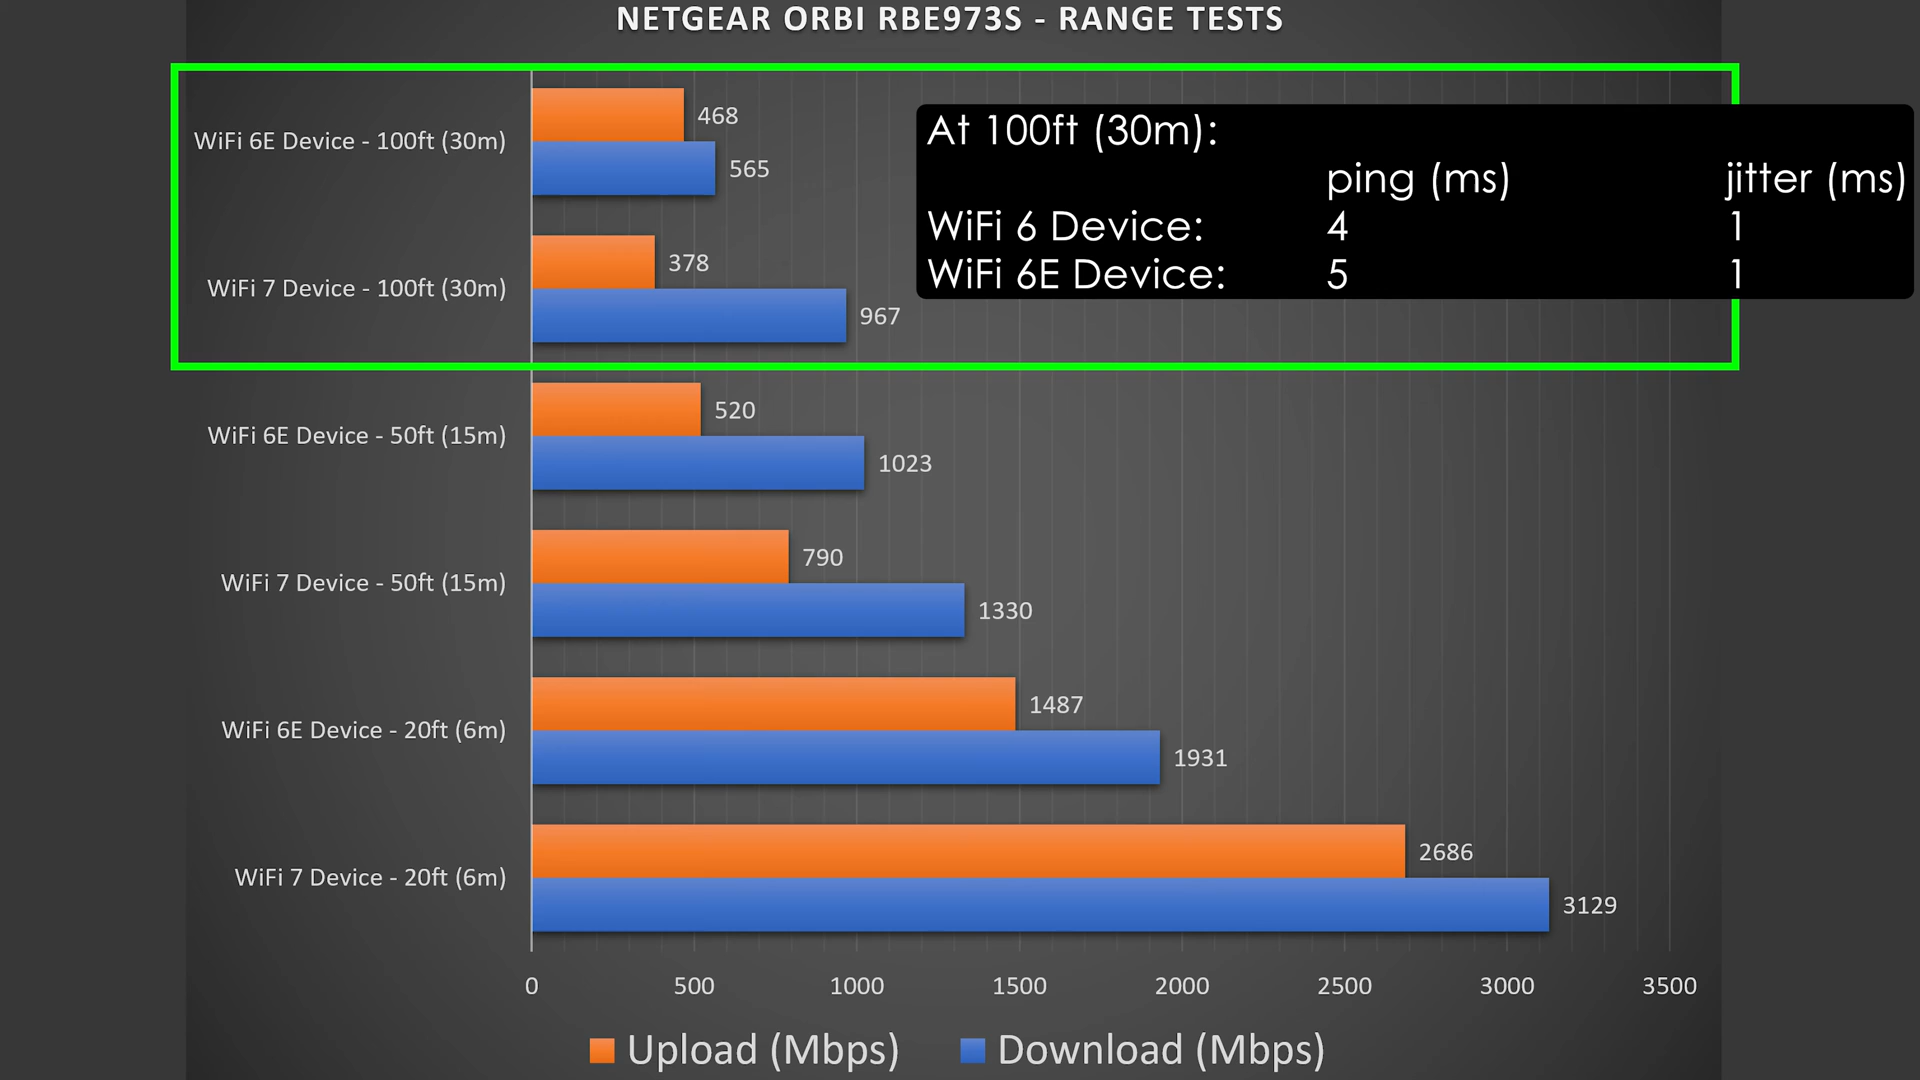 NETGEAR ORBI RBE973S - RANGE TESTS
WiFi 6E Device - 100ft (30m)
468
565
At 100ft (30m):
ping (ms) jitter (ms)
WiFi 6 Device: 4 1
WiFi 6E Device: 5 1
WiFi 7 Device - 100ft (30m)
378
967
WiFi 6E Device - 50ft (15m)
520
1023
WiFi 7 Device - 50ft (15m)
790
1330
WiFi 6E Device - 20ft (6m)
1487
1931
WiFi 7 Device - 20ft (6m)
2686
3129
0 500 1000 1500 2000 2500 3000 3500
Upload (Mbps) Download (Mbps)